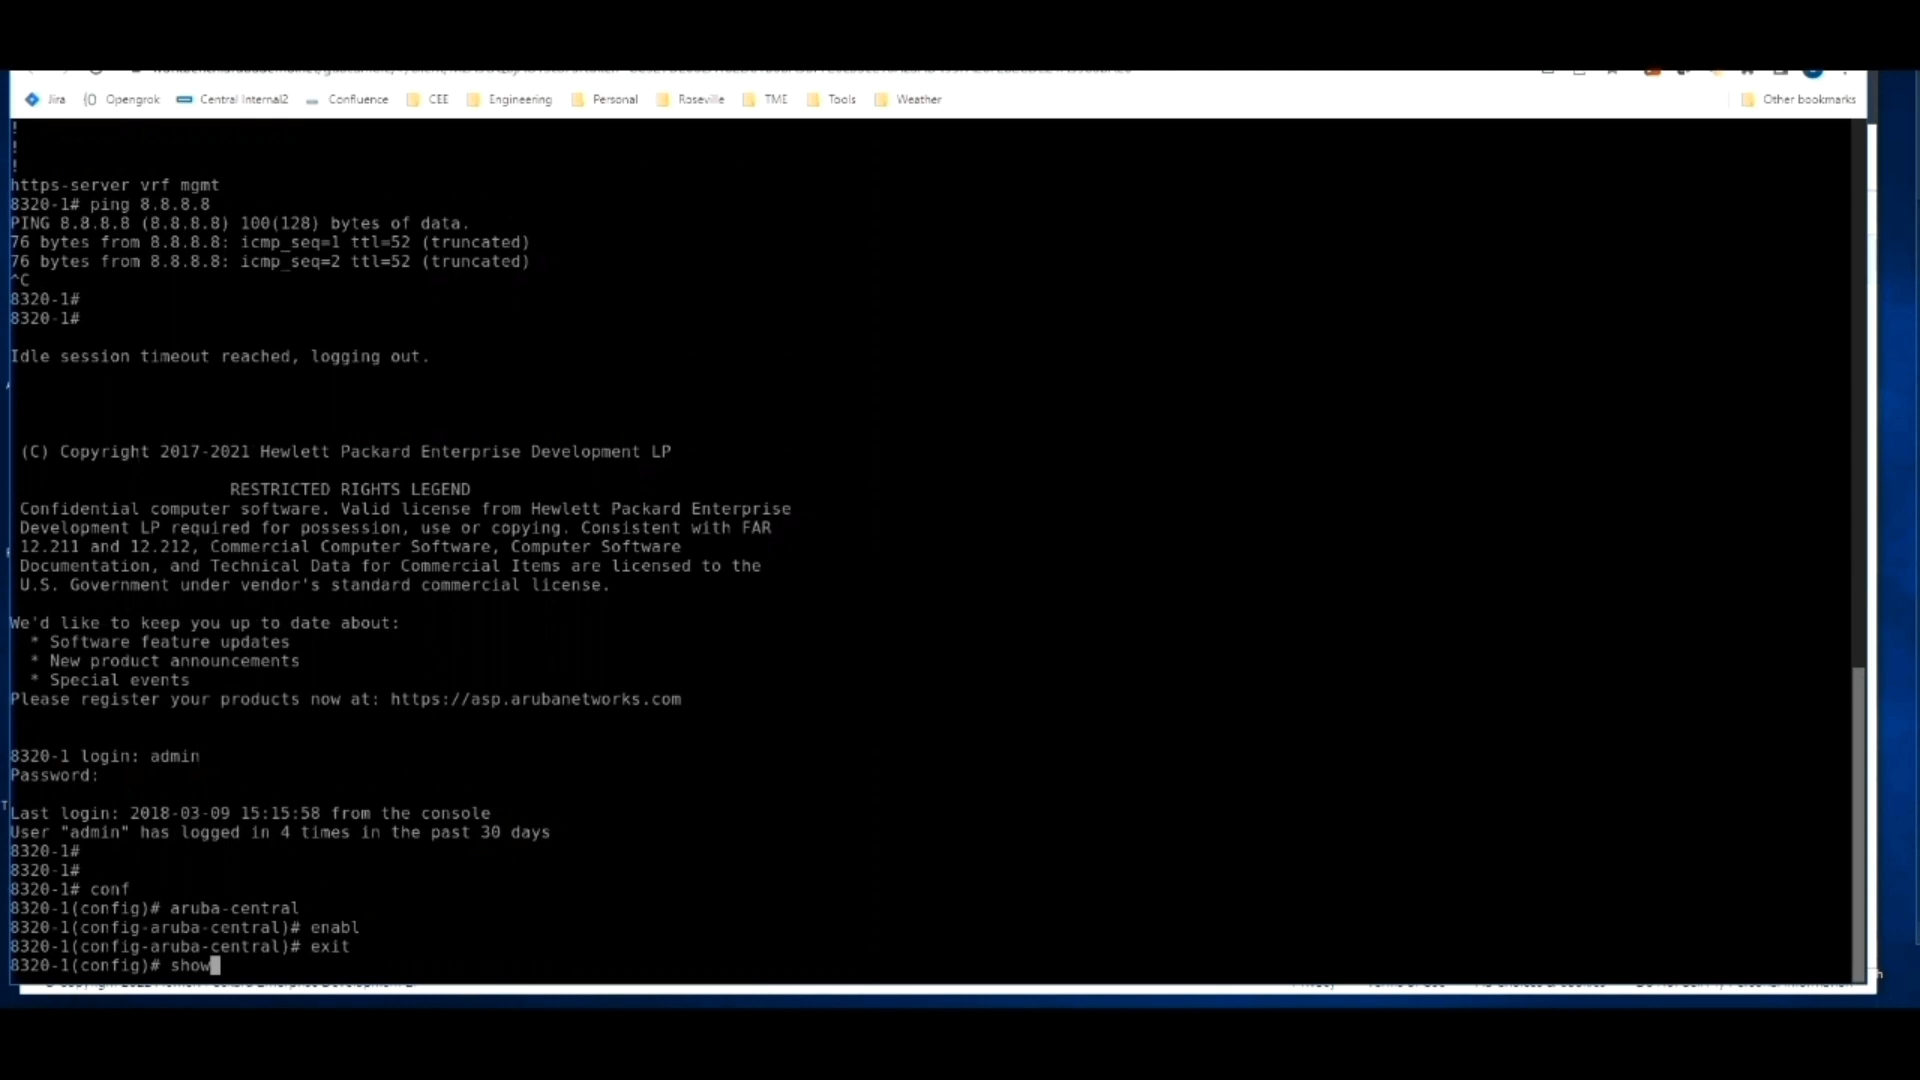 Jira Opengrok Central Internal2 Confluence CEE Engineering Personal Roseville TME Tools Weather Other bookmarks
!
!
!
https-server vrf mgmt
8320-1# ping 8.8.8.8
PING 8.8.8.8 (8.8.8.8) 100(128) bytes of data.
76 bytes from 8.8.8.8: icmp_seq=1 ttl=52 (truncated)
76 bytes from 8.8.8.8: icmp_seq=2 ttl=52 (truncated)
^C
8320-1#
8320-1#
Idle session timeout reached, logging out.
(C) Copyright 2017-2021 Hewlett Packard Enterprise Development LP
RESTRICTED RIGHTS LEGEND
Confidential computer software. Valid license from Hewlett Packard Enterprise
Development LP required for possession, use or copying. Consistent with FAR
12.211 and 12.212, Commercial Computer Software, Computer Software
Documentation, and Technical Data for Commercial Items are licensed to the
U.S. Government under vendor's standard commercial license.
We'd like to keep you up to date about:
* Software feature updates
* New product announcements
* Special events
Please register your products now at: https://asp.arubanetworks.com
8320-1 login: admin
Password:
Last login: 2018-03-09 15:15:58 from the console
User "admin" has logged in 4 times in the past 30 days
8320-1#
8320-1#
8320-1# conf
8320-1(config)# aruba-central
8320-1(config-aruba-central)# enabl
8320-1(config-aruba-central)# exit
8320-1(config)# show